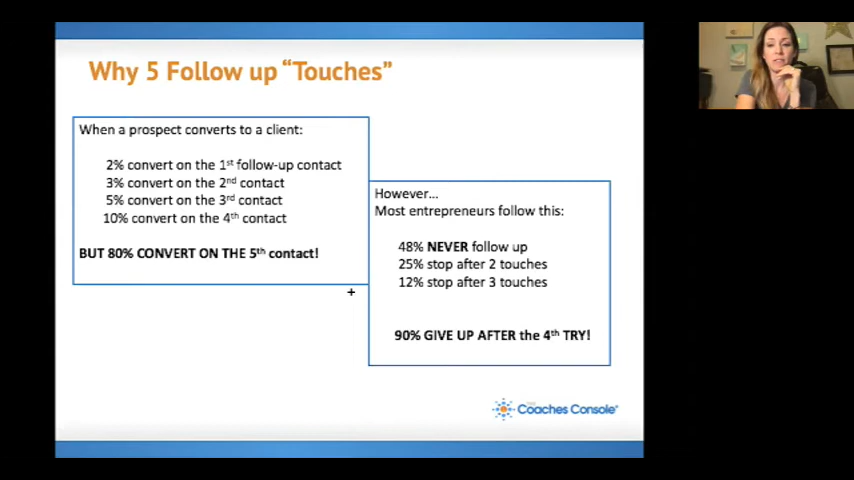 Why 5 Follow up “Touches”
When a prospect converts to a client:
2% convert on the 1st follow-up contact
3% convert on the 2nd contact
5% convert on the 3rd contact
10% convert on the 4th contact
BUT 80% CONVERT ON THE 5th contact!
However...
Most entrepreneurs follow this:
48% NEVER follow up
25% stop after 2 touches
12% stop after 3 touches
90% GIVE UP AFTER the 4th TRY!
THE
Coaches Console®